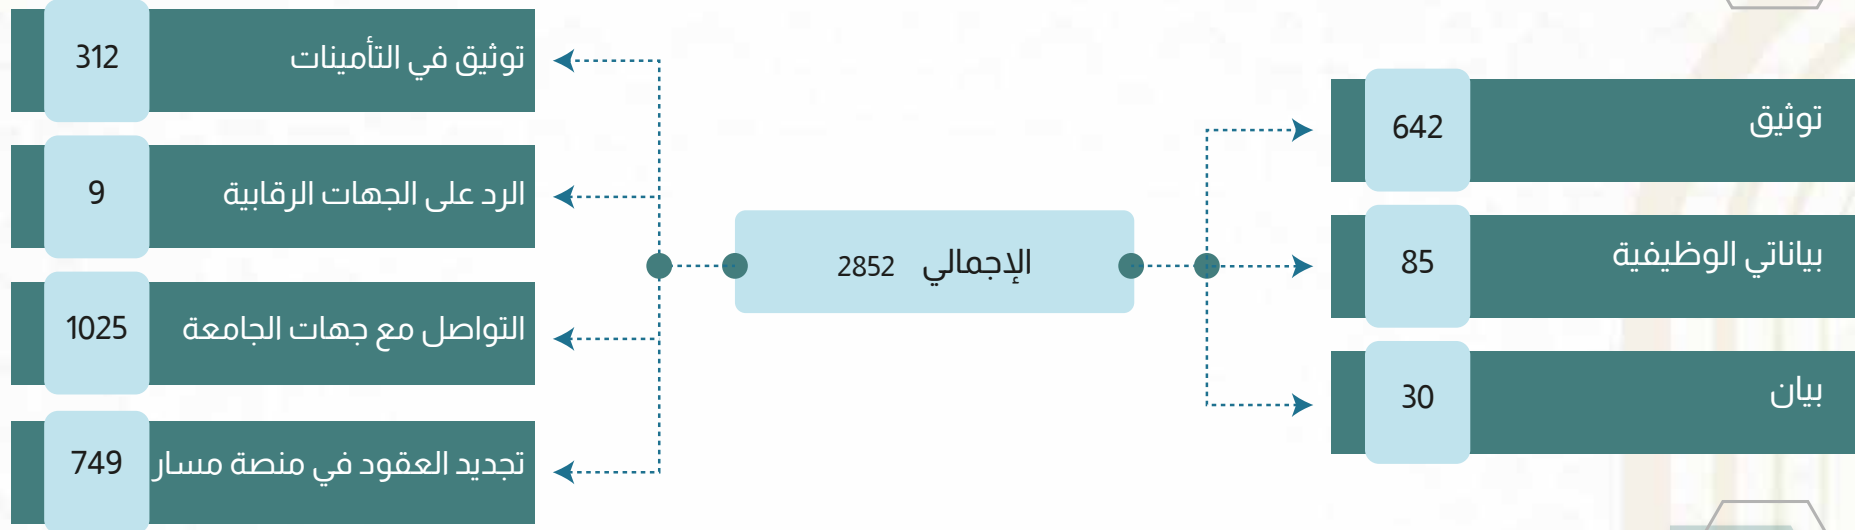 توثيق
642
بياناتي الوظيفية
85
بيان
30
الإجمالي 2852
توثيق في التأمينات
312
الرد على الجهات الرقابية
9
التواصل مع جهات الجامعة
1025
تجديد العقود في منصة مسار
749